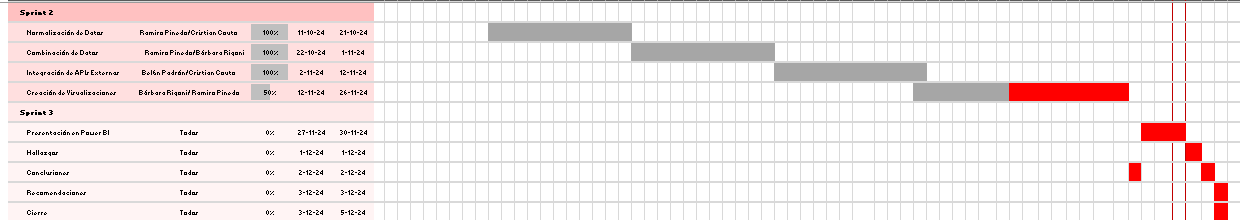 Sprint 2
Normalización de Datos Ramiro Pineda/Cristian Cauta 100% 11-10-24 21-10-24
Combinación de Datos Ramiro Pineda/Bárbara Rigoni 100% 22-10-24 1-11-24
Integración de APIs Externas Belén Padrón/Cristian Cauta 100% 2-11-24 12-11-24
Creación de Visualizaciones Bárbara Rigoni/Ramiro Pineda 50% 12-11-24 26-11-24
Sprint 3
Presentación en Power BI Todos 0% 27-11-24 30-11-24
Hallazgos Todos 0% 1-12-24 1-12-24
Conclusiones Todos 0% 2-12-24 2-12-24
Recomendaciones Todos 0% 3-12-24 3-12-24
Cierre Todos 0% 3-12-24 5-12-24